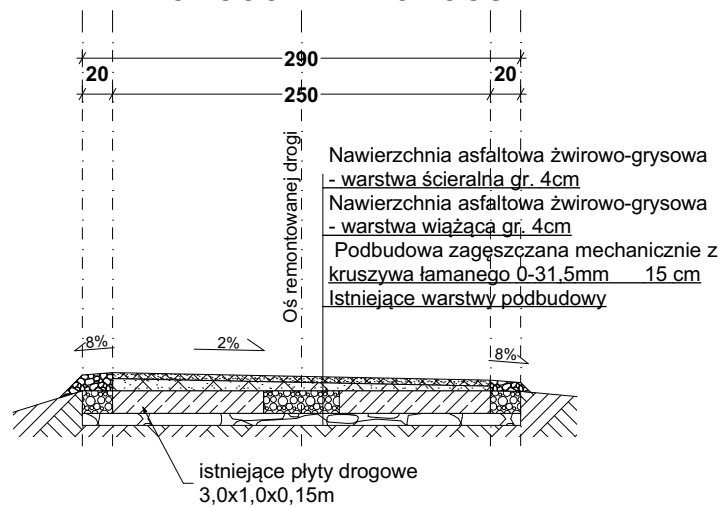 290
20
20
250
Oś remontowanej drogi
Nawierzchnia asfaltowa żwirowo-grysowa
- warstwa ścieralna gr. 4cm
Nawierzchnia asfaltowa żwirowo-grysowa
- warstwa wiążąca gr. 4cm
Podbudowa zagęszczana mechanicznie z
kruszywa łamanego 0-31,5mm 15 cm
Istniejące warstwy podbudowy
8%
2%
8%
istniejące płyty drogowe
3,0x1,0x0,15m